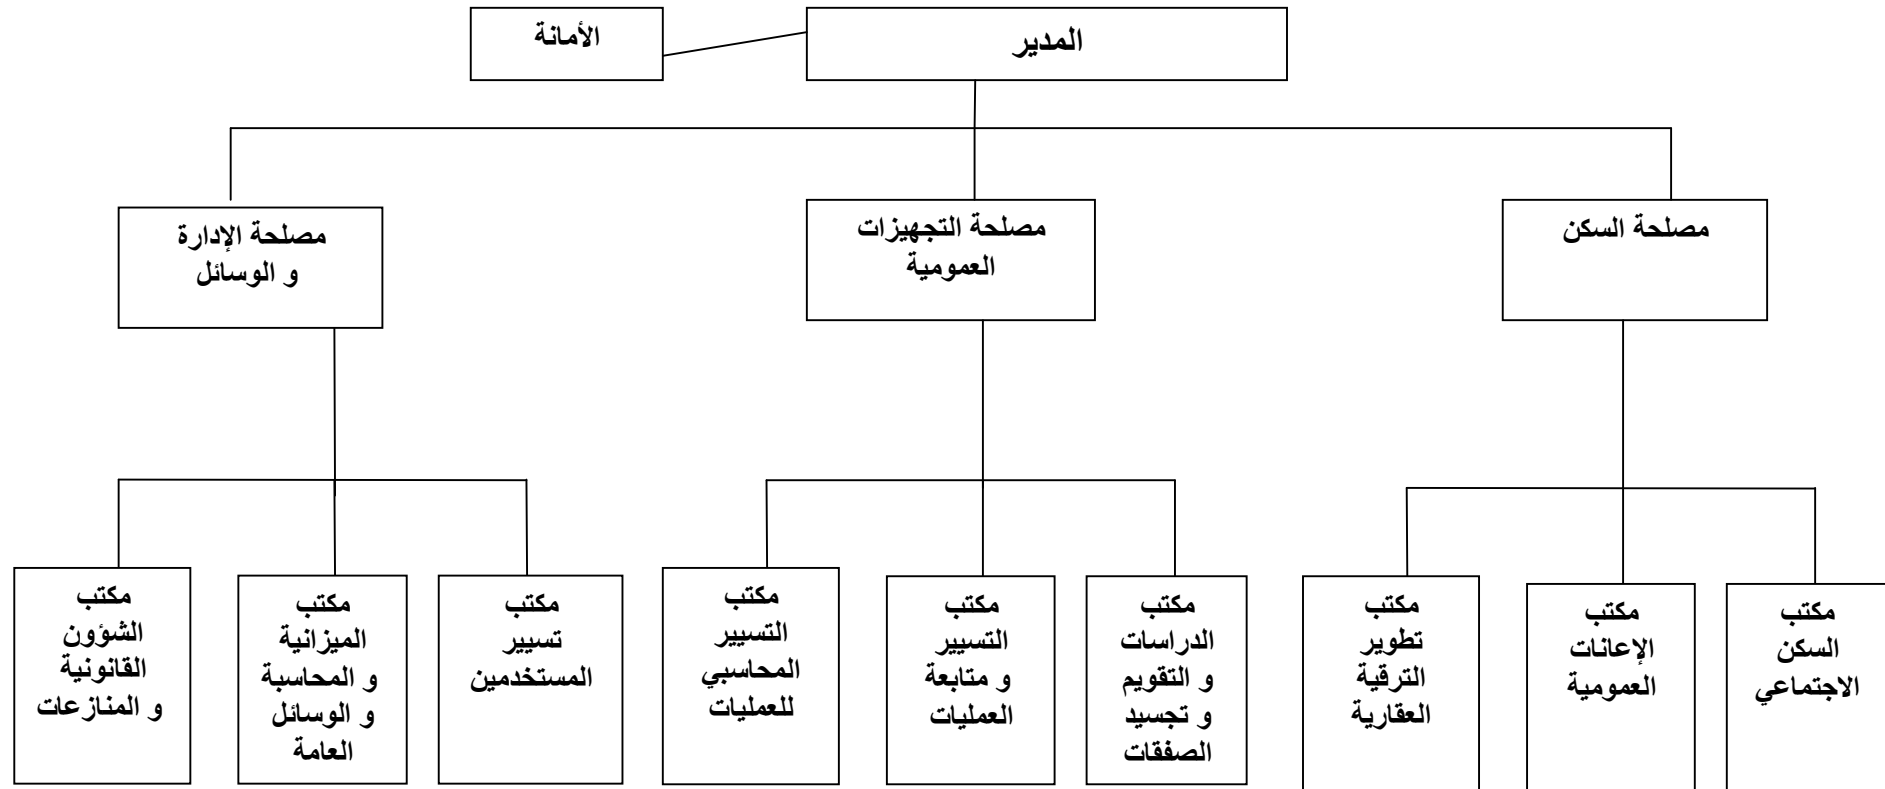 المدير
الأمانة
مصلحة السكن
مصلحة التجهيزات
العمومية
مصلحة الإدارة
و الوسائل
مكتب
السكن
الاجتماعي
مكتب
الإعانات
العمومية
مكتب
تطوير
الترقية
العقارية
مكتب
الدراسات
و التقويم
و تجسيد
الصفقات
مكتب
التسيير
و متابعة
العمليات
مكتب
التسيير
المحاسبي
للعمليات
مكتب
تسيير
المستخدمين
مكتب
الميزانية
و المحاسبة
و الوسائل
العامة
مكتب
الشؤون
القانونية
و المنازعات